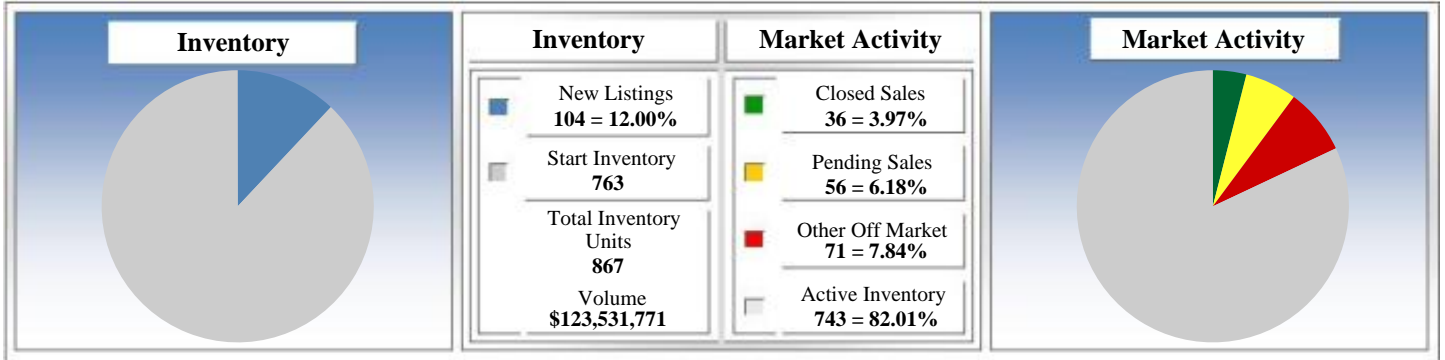 Inventory
Inventory
Market Activity
New Listings
104 = 12.00%
Start Inventory
763
Total Inventory
Units
867
Volume
$123,531,771
Closed Sales
36 = 3.97%
Pending Sales
56 = 6.18%
Other Off Market
71 = 7.84%
Active Inventory
743 = 82.01%
Market Activity